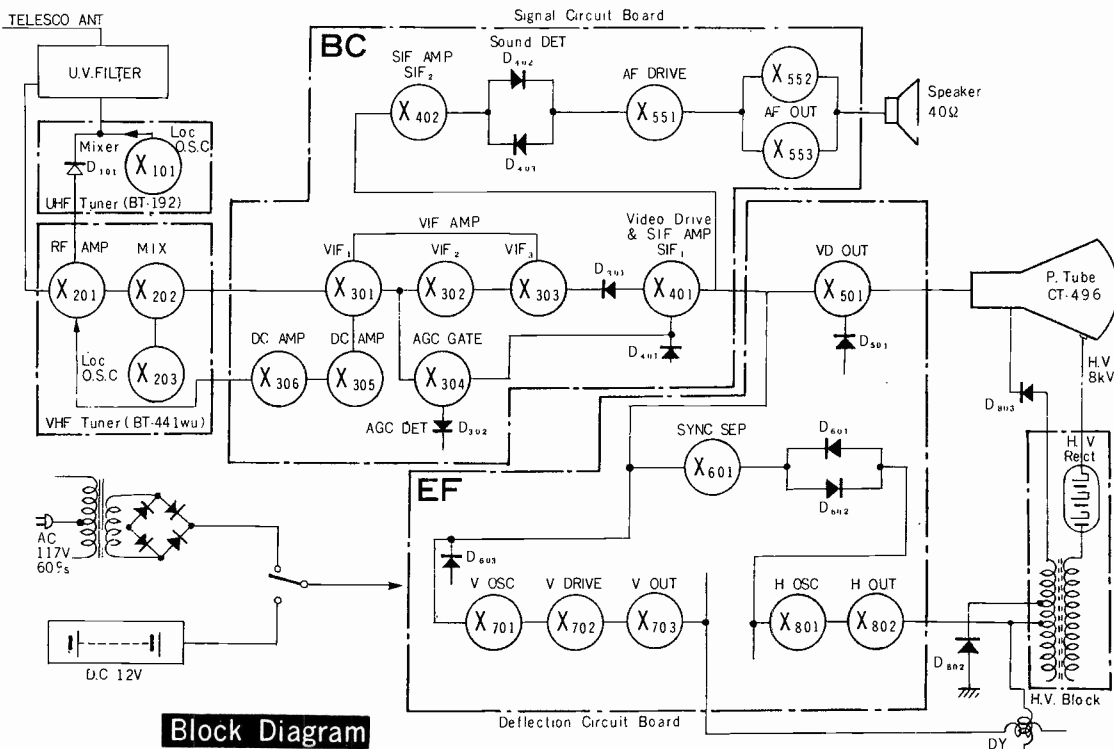 Signal Circuit Board
TELESCO ANT
U.V.FILTER
BC
SIF AMP
SIF2
X402
Sound DET
D402
D403
AF DRIVE
X551
X552
AF OUT
X553
Speaker
40Ω
Loc
O.S.C
Mixer
D101
X101
UHF Tuner (BT-192)
RF AMP
MIX
X201
X202
Loc
O.S.C
X203
VHF Tuner (BT-441wu)
VIF AMP
VIF1
VIF2
VIF3
X301
X302
X303
D301
Video Drive
& SIF AMP
SIF1
X401
D401
VD OUT
X501
D501
P. Tube
CT-496
H.V
8kV
D803
DC AMP
DC AMP
AGC GATE
X306
X305
X304
AGC DET
D302
SYNC SEP
X601
D601
D602
H.V
Rect
EF
AC
117V
60%s
D603
V OSC
V DRIVE
V OUT
X701
X702
X703
H OSC
H OUT
X801
X802
D802
D.C 12V
H.V. Block
Block Diagram
Deflection Circuit Board
DY